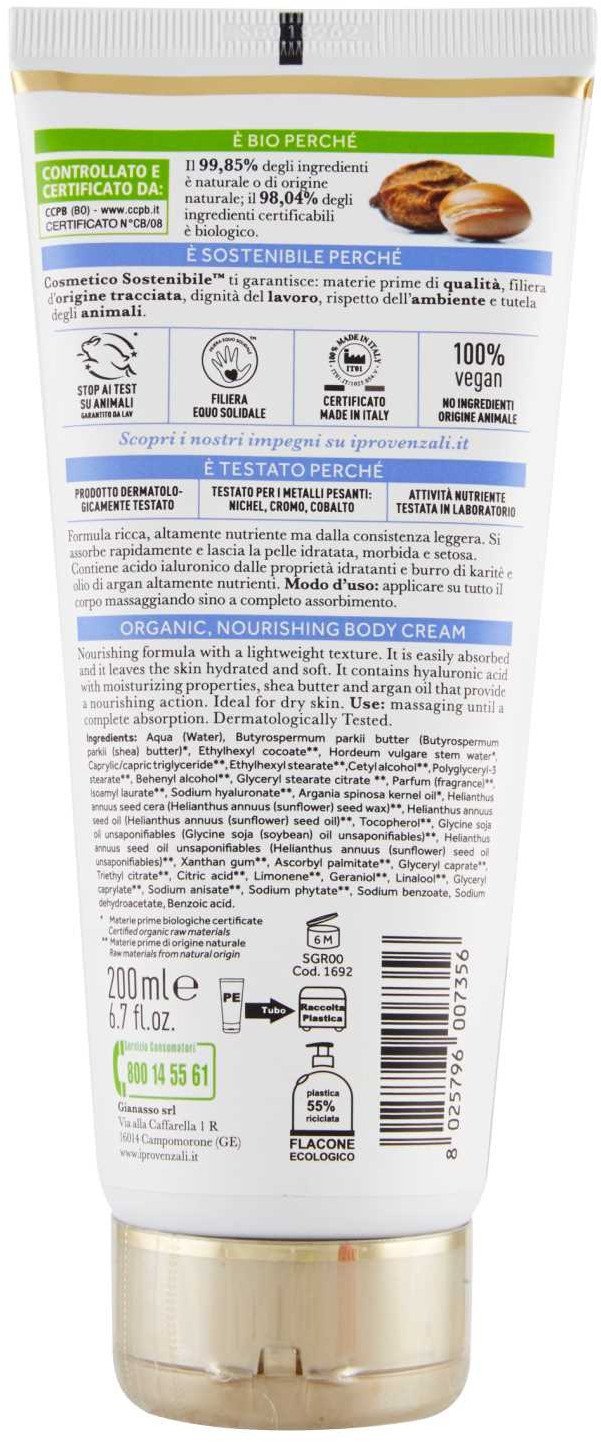 È BIO PERCHÉ
CONTROLLATO E
CERTIFICATO DA:
CCPB (BO) - www.ccpb.it
CERTIFICATO N°CB/08
Il 99,85% degli ingredienti
è naturale o di origine
naturale; il 98,04% degli
ingredienti certificabili
è biologico.
È SOSTENIBILE PERCHÉ
Cosmetico Sostenibile™ ti garantisce: materie prime di qualità, filiera
d'origine tracciata, dignità del lavoro, rispetto dell'ambiente e tutela
degli animali.
STOP AI TEST
SU ANIMALI
GARANTITO DA LAV
FILIERA EQUO SOLIDALE
FILIERA
EQUO SOLIDALE
100% MADE IN ITALY
IT01
CERTIFICATO
MADE IN ITALY
100%
vegan
NO INGREDIENTI
ORIGINE ANIMALE
Scopri i nostri impegni su iprovenzali.it
È TESTATO PERCHÉ
PRODOTTO DERMATOLO-
GICAMENTE TESTATO
TESTATO PER I METALLI PESANTI:
NICHEL, CROMO, COBALTO
ATTIVITÀ NUTRIENTE
TESTATA IN LABORATORIO
Formula ricca, altamente nutriente ma dalla consistenza leggera. Si
assorbe rapidamente e lascia la pelle idratata, morbida e setosa.
Contiene acido ialuronico dalle proprietà idratanti e burro di karitè e
olio di argan altamente nutrienti. Modo d'uso: applicare su tutto il
corpo massaggiando sino a completo assorbimento.
ORGANIC, NOURISHING BODY CREAM
Nourishing formula with a lightweight texture. It is easily absorbed
and it leaves the skin hydrated and soft. It contains hyaluronic acid
with moisturizing properties, shea butter and argan oil that provide
a nourishing action. Ideal for dry skin. Use: massaging until a
complete absorption. Dermatologically Tested.
Ingredients: Aqua (Water), Butyrospermum parkii butter (Butyrospermum
parkii (shea) butter)*, Ethylhexyl cocoate**, Hordeum vulgare stem water*,
Caprylic/capric triglyceride**, Ethylhexyl stearate**, Cetyl alcohol**, Polyglyceryl-3
stearate**, Behenyl alcohol**, Glyceryl stearate citrate **, Parfum (fragrance)**,
Isoamyl laurate**, Sodium hyaluronate**, Argania spinosa kernel oil*, Helianthus
annuus seed cera (Helianthus annuus (sunflower) seed wax)**, Helianthus annuus
seed oil (Helianthus annuus (sunflower) seed oil)**, Tocopherol**, Glycine soja
oil unsaponifiables (Glycine soja (soybean) oil unsaponifiables)**, Helianthus
annuus seed oil unsaponifiables (Helianthus annuus (sunflower) seed oil
unsaponifiables)**, Xanthan gum**, Ascorbyl palmitate**, Glyceryl caprate**,
Triethyl citrate**, Citric acid**, Limonene**, Geraniol**, Linalool**, Glyceryl
caprylate**, Sodium anisate**, Sodium phytate**, Sodium benzoate, Sodium
dehydroacetate, Benzoic acid.
* Materie prime biologiche certificate
Certified organic raw materials
** Materie prime di origine naturale
Raw materials from natural origin
6 M
SGR00
Cod. 1692
200 ml e
6.7 fl.oz.
PE
Tubo
Raccolta
Plastica
Servizio Consumatori
800 14 55 61
Gianasso srl
Via alla Caffarella 1 R
16014 Campomorone (GE)
www.iprovenzali.it
plastica
55%
riciclata
FLACONE
ECOLOGICO
8 025796 007356